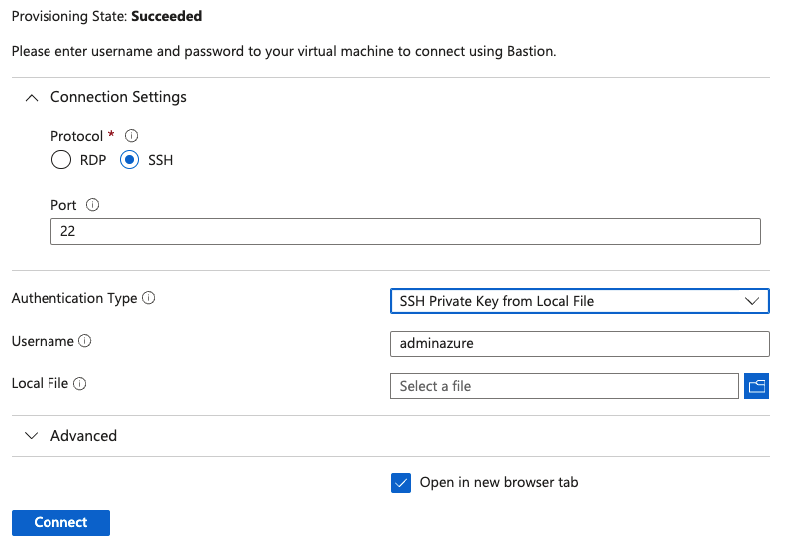 Provisioning State: Succeeded
Please enter username and password to your virtual machine to connect using Bastion.
Connection Settings
Protocol *
RDP SSH
Port
22
Authentication Type SSH Private Key from Local File
Username adminazure
Local File Select a file
Advanced
Open in new browser tab
Connect